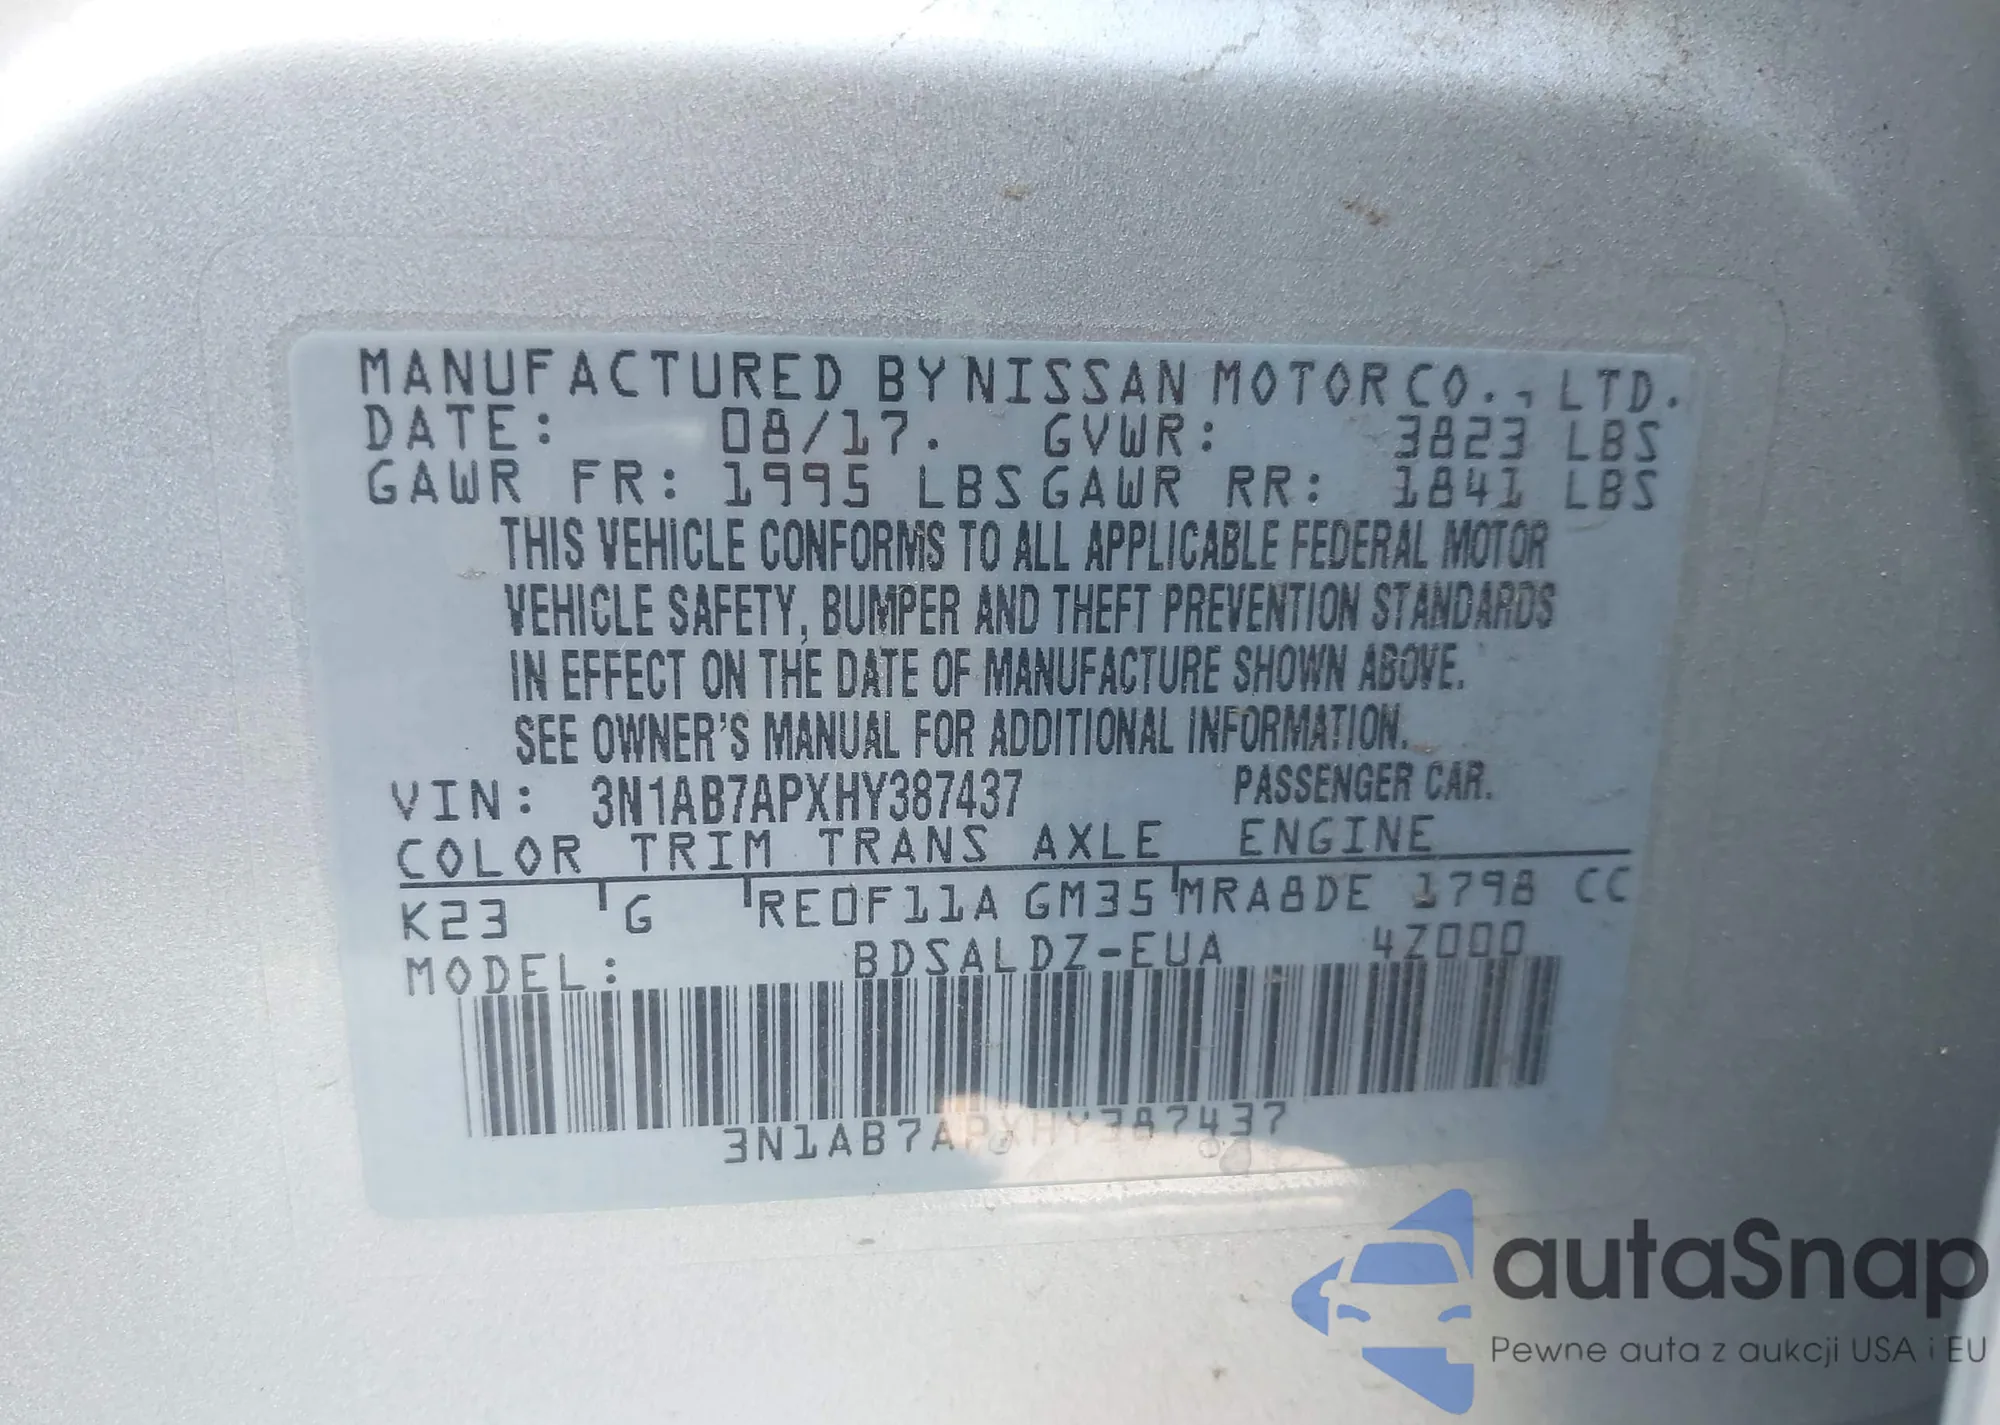 MANUFACTURED BY NISSAN MOTOR CO., LTD.
DATE: 08/17. GVWR: 3823 LBS
GAWR FR: 1995 LBS GAWR RR: 1841 LBS
THIS VEHICLE CONFORMS TO ALL APPLICABLE FEDERAL MOTOR
VEHICLE SAFETY, BUMPER AND THEFT PREVENTION STANDARDS
IN EFFECT ON THE DATE OF MANUFACTURE SHOWN ABOVE.
SEE OWNER'S MANUAL FOR ADDITIONAL INFORMATION.
VIN: 3N1AB7APXHY387437 PASSENGER CAR.
COLOR TRIM TRANS AXLE ENGINE
K23 G RE0F11A GM35 MRA8DE 1798 CC
MODEL: BDSALDZ-EUA 4Z000
3N1AB7APXHY387437
autaSnap
Pewne auta z aukcji USA i EU